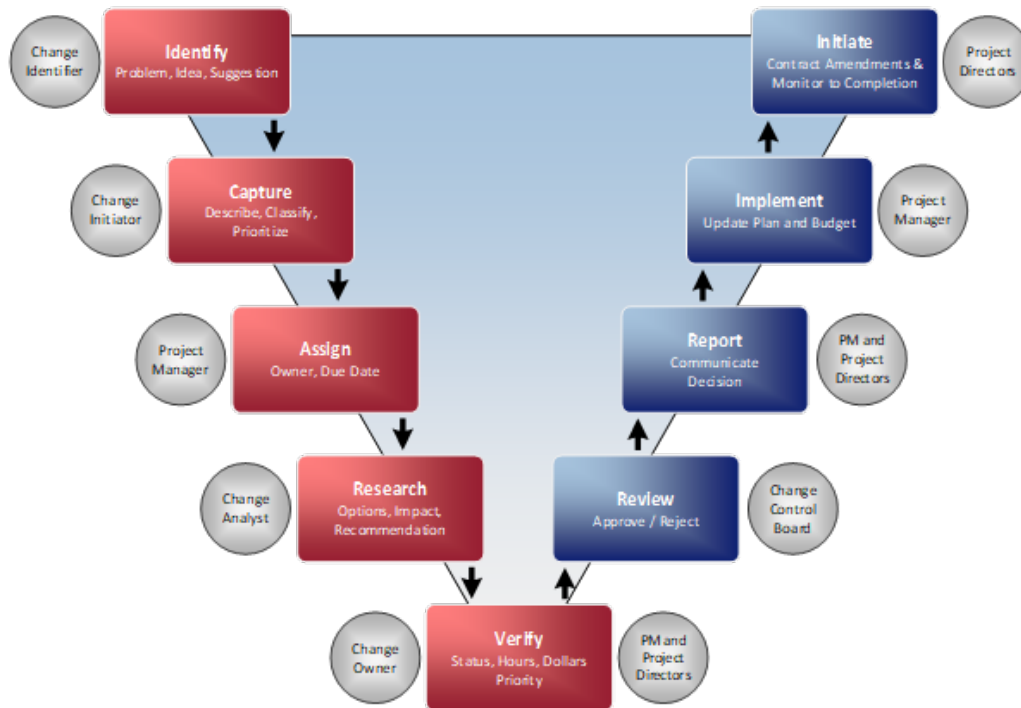 Change
Identifier
Identify
Problem, Idea, Suggestion
Initiate
Contract Amendments &
Monitor to Completion
Project
Directors
Change
Initiator
Capture
Describe, Classify,
Prioritize
Implement
Update Plan and Budget
Project
Manager
Project
Manager
Assign
Owner, Due Date
Report
Communicate
Decision
PM and
Project
Directors
Change
Analyst
Research
Options, Impact,
Recommendation
Review
Approve / Reject
Change
Control
Board
Change
Owner
Verify
Status, Hours, Dollars
Priority
PM and
Project
Directors